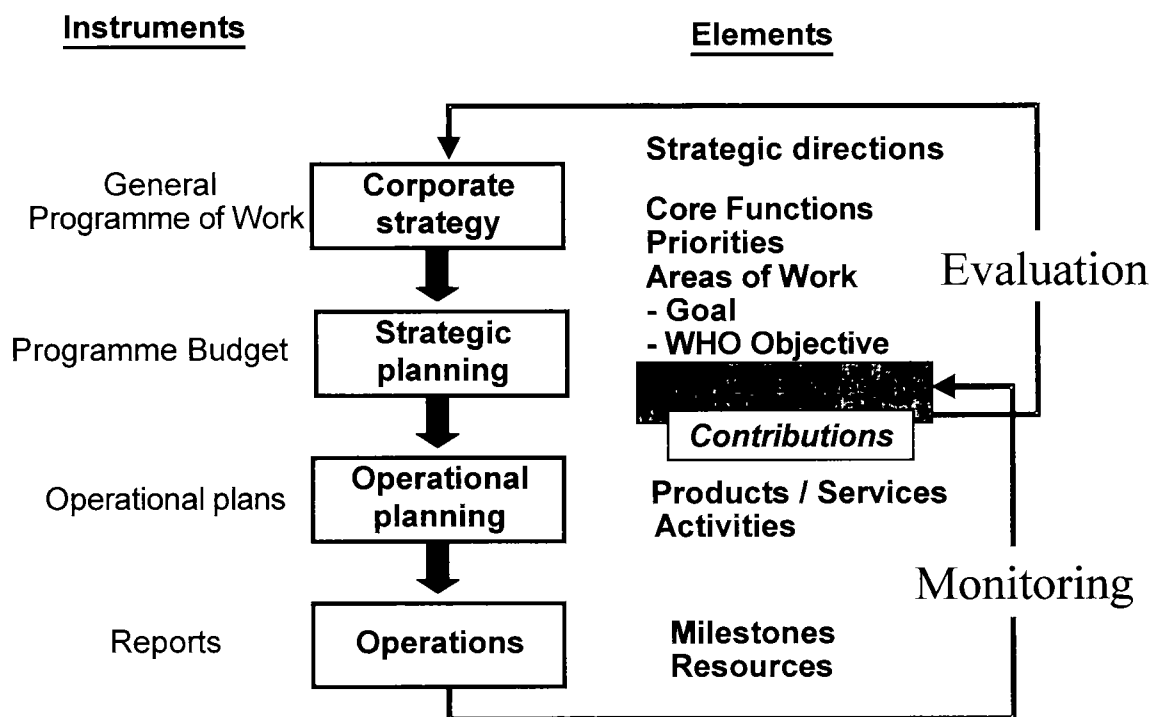 Instruments
Elements
Strategic directions
General
Programme of Work
Corporate
strategy
Core Functions
Priorities
Areas of Work
- Goal
- WHO Objective
Evaluation
Programme Budget
Strategic
planning
Contributions
Operational plans
Operational
planning
Products / Services
Activities
Monitoring
Reports
Operations
Milestones
Resources